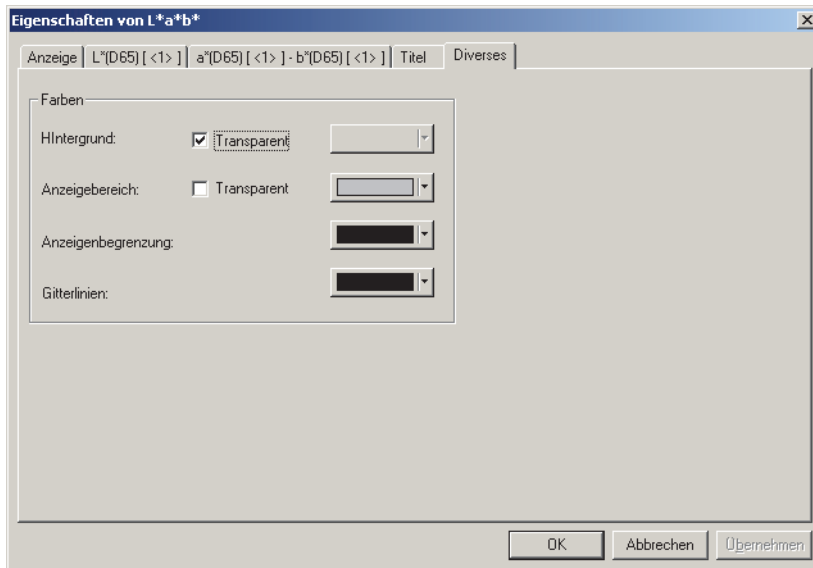 Eigenschaften von L*a*b*
Anzeige L*(D65) [ <1> ] a*(D65) [ <1> ] - b*(D65) [ <1> ] Titel Diverses
Farben
HIntergrund: Transparent
Anzeigebereich: Transparent
Anzeigenbegrenzung:
Gitterlinien:
OK Abbrechen Übernehmen